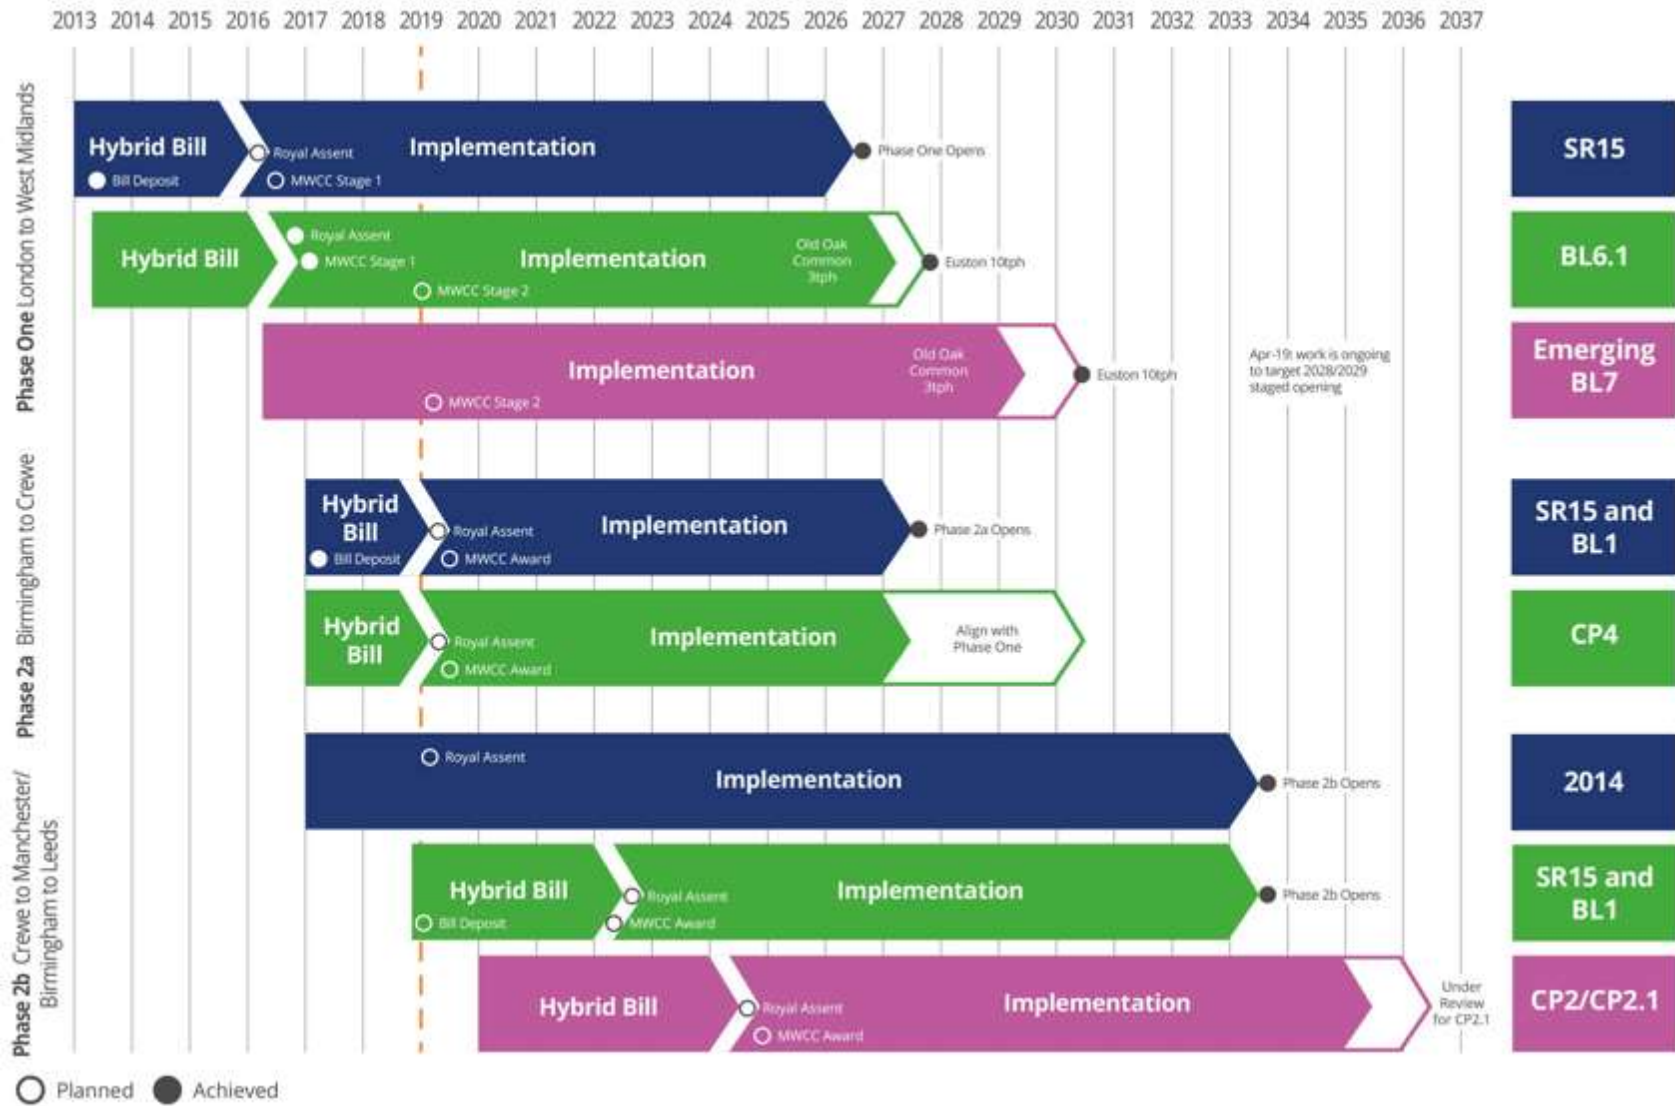 2013 2014 2015 2016 2017 2018 2019 2020 2021 2022 2023 2024 2025 2026 2027 2028 2029 2030 2031 2032 2033 2034 2035 2036 2037
Phase One London to West Midlands
Hybrid Bill
Bill Deposit
Royal Assent
MWCC Stage 1
Implementation
Phase One Opens
SR15
Hybrid Bill
Royal Assent
MWCC Stage 1
MWCC Stage 2
Implementation
Old Oak
Common
3tph
Euston 10tph
BL6.1
Implementation
MWCC Stage 2
Old Oak
Common
3tph
Euston 10tph
Apr-19: work is ongoing
to target 2028/2029
staged opening
Emerging
BL7
Phase 2a Birmingham to Crewe
Hybrid
Bill
Bill Deposit
Royal Assent
MWCC Award
Implementation
Phase 2a Opens
SR15 and
BL1
Hybrid
Bill
Royal Assent
MWCC Award
Implementation
Align with
Phase One
CP4
Phase 2b Crewe to Manchester/
Birmingham to Leeds
Royal Assent
Implementation
Phase 2b Opens
2014
Hybrid Bill
Bill Deposit
Royal Assent
MWCC Award
Implementation
Phase 2b Opens
SR15 and
BL1
Hybrid Bill
Royal Assent
MWCC Award
Implementation
Under
Review
for CP2.1
CP2/CP2.1
Planned
Achieved